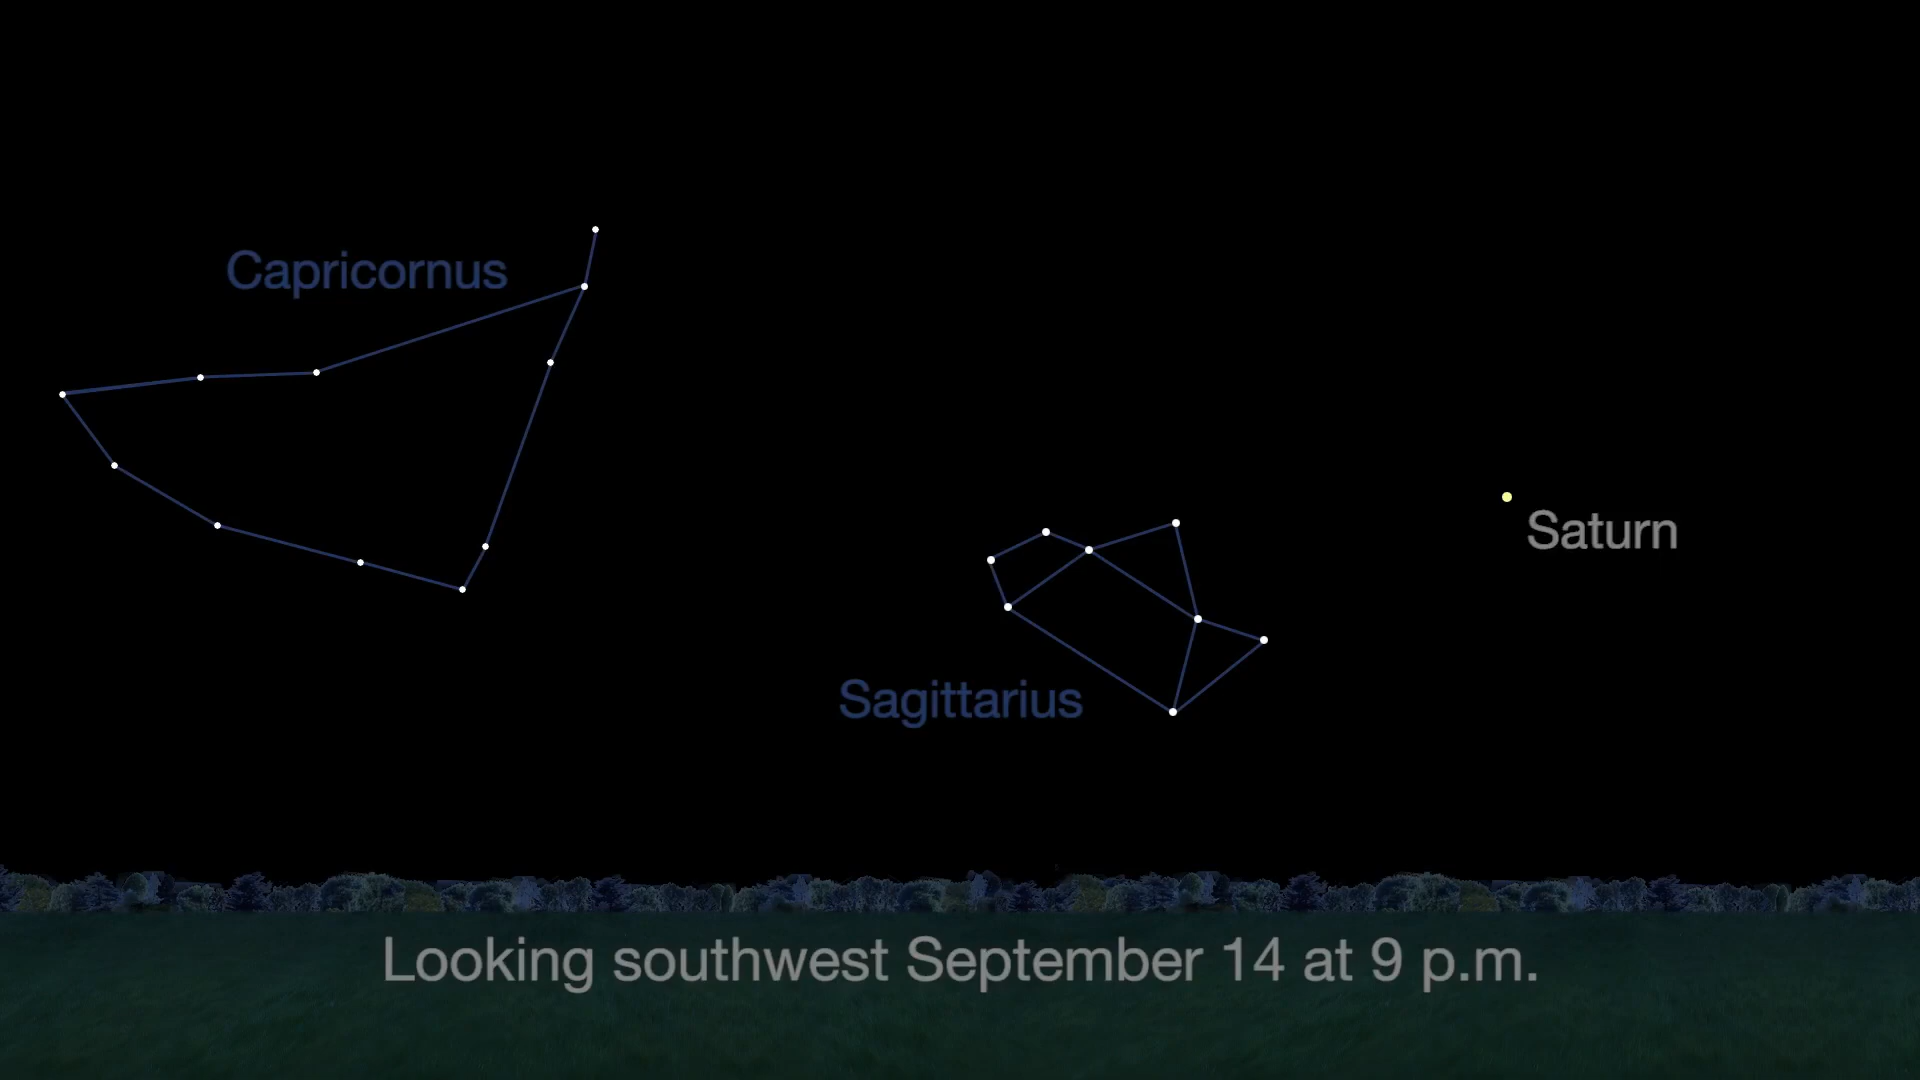 Capricornus
Saturn
Sagittarius
Looking southwest September 14 at 9 p.m.